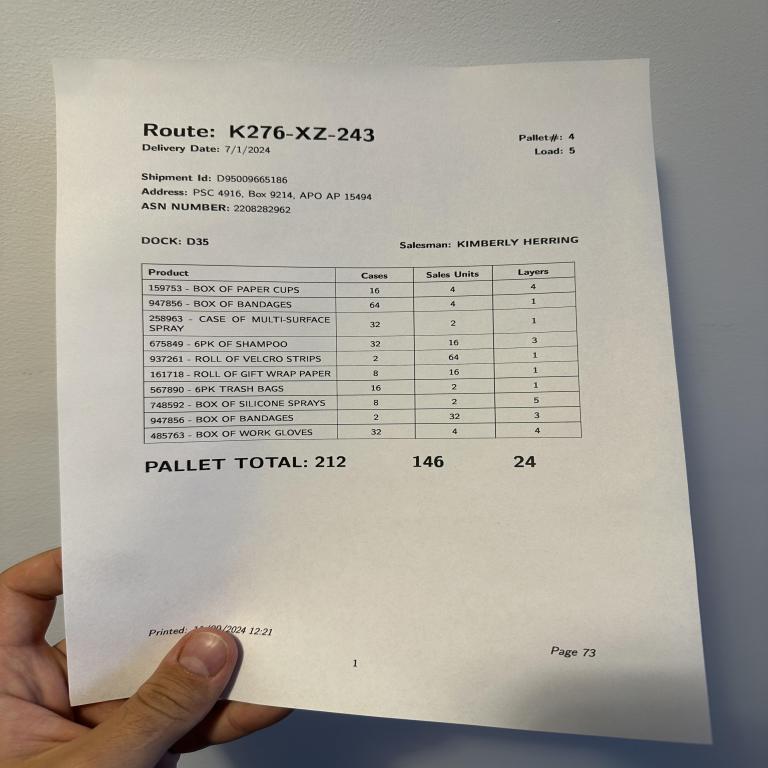 Route: K276-XZ-243
Delivery Date: 7/1/2024
Pallet#: 4
Load: 5
Shipment Id: D95009665186
Address: PSC 4916, Box 9214, APO AP 15494
ASN NUMBER: 2208282962
DOCK: D35
Salesman: KIMBERLY HERRING
Product Cases Sales Units Layers
159753 - BOX OF PAPER CUPS 16 4 4
947856 - BOX OF BANDAGES 64 4 1
258963 - CASE OF MULTI-SURFACE
SPRAY 32 2 1
675849 - 6PK OF SHAMPOO 32 16 3
937261 - ROLL OF VELCRO STRIPS 2 64 1
161718 - ROLL OF GIFT WRAP PAPER 8 16 1
567890 - 6PK TRASH BAGS 16 2 1
748592 - BOX OF SILICONE SPRAYS 8 2 5
947856 - BOX OF BANDAGES 2 32 3
485763 - BOX OF WORK GLOVES 32 4 4
PALLET TOTAL: 212 146 24
Printed: 12:21
Page 73
1